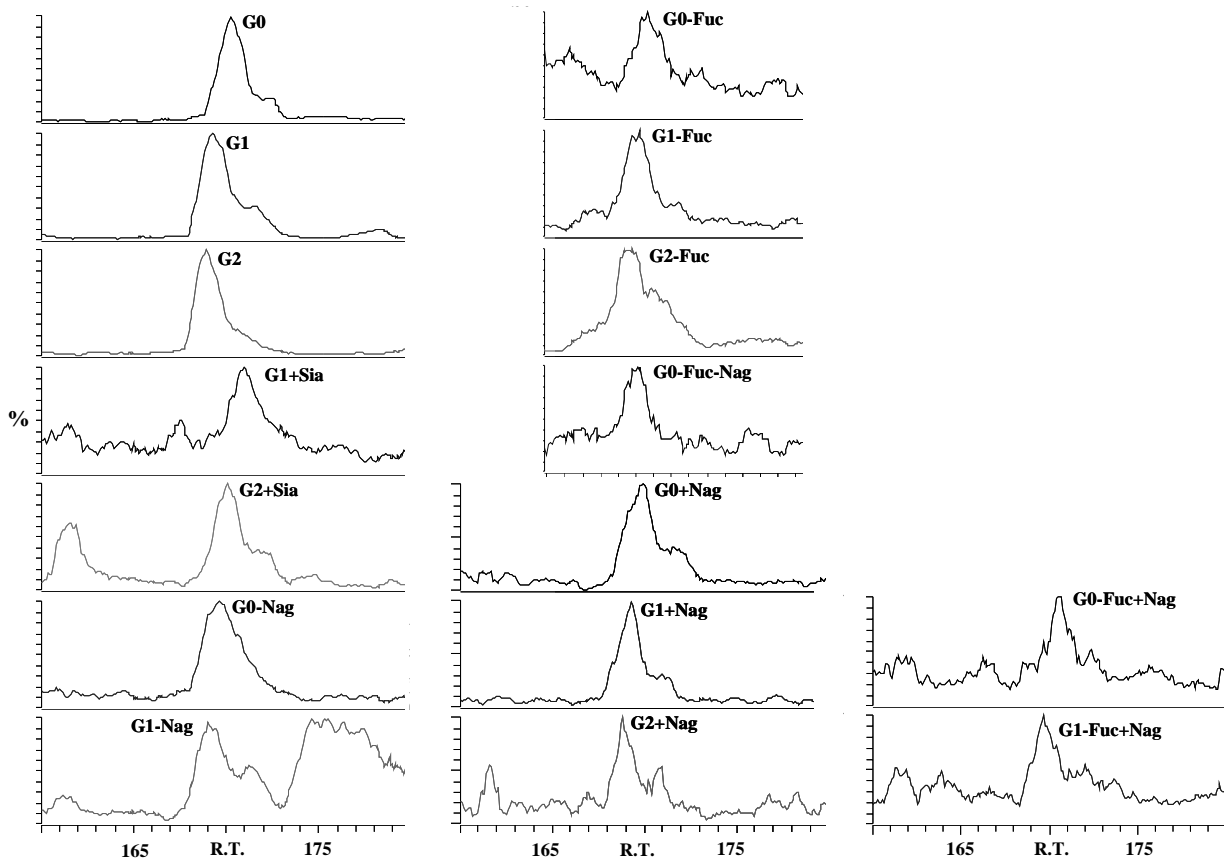 G0
G1
G2
G1+Sia
%
G2+Sia
G0-Nag
G1-Nag
165 R.T. 175
G0-Fuc
G1-Fuc
G2-Fuc
G0-Fuc-Nag
G0+Nag
G1+Nag
G2+Nag
165 R.T. 175
G0-Fuc+Nag
G1-Fuc+Nag
165 R.T. 175